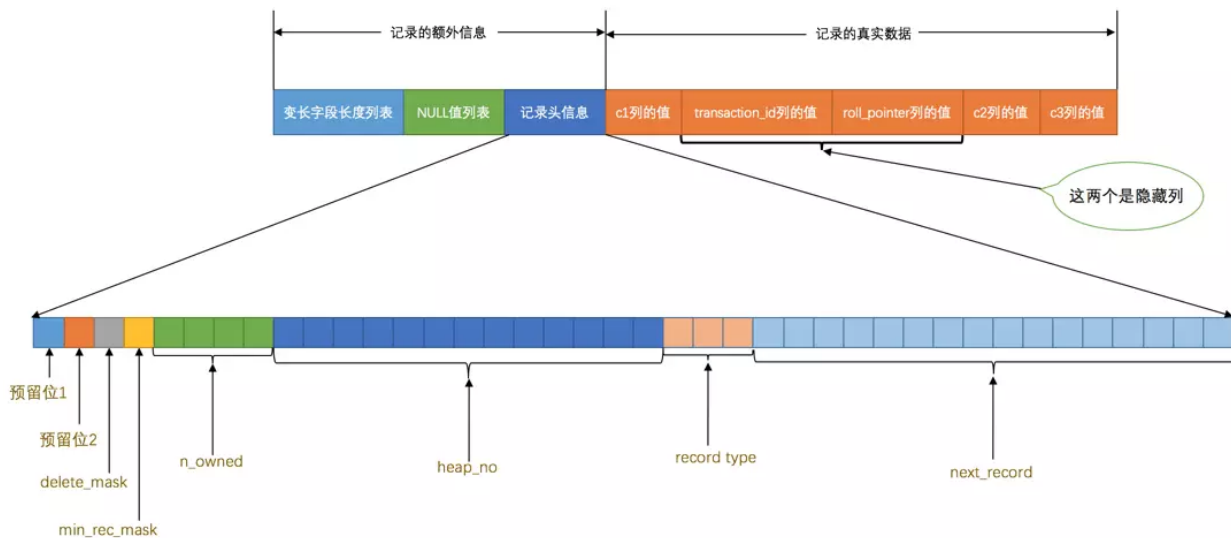 记录的额外信息
记录的真实数据
变长字段长度列表
NULL值列表
记录头信息
c1列的值
transaction_id列的值
roll_pointer列的值
c2列的值
c3列的值
这两个是隐藏列
预留位1
预留位2
delete_mask
min_rec_mask
n_owned
heap_no
record type
next_record